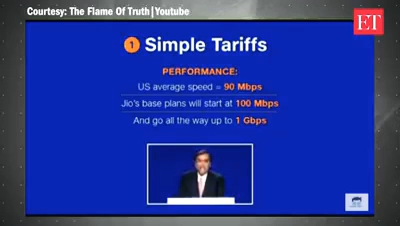 Courtesy: The Flame Of Truth|Youtube
ET
1 Simple Tariffs
PERFORMANCE:
US average speed = 90 Mbps
Jio's base plans will start at 100 Mbps
And go all the way up to 1 Gbps